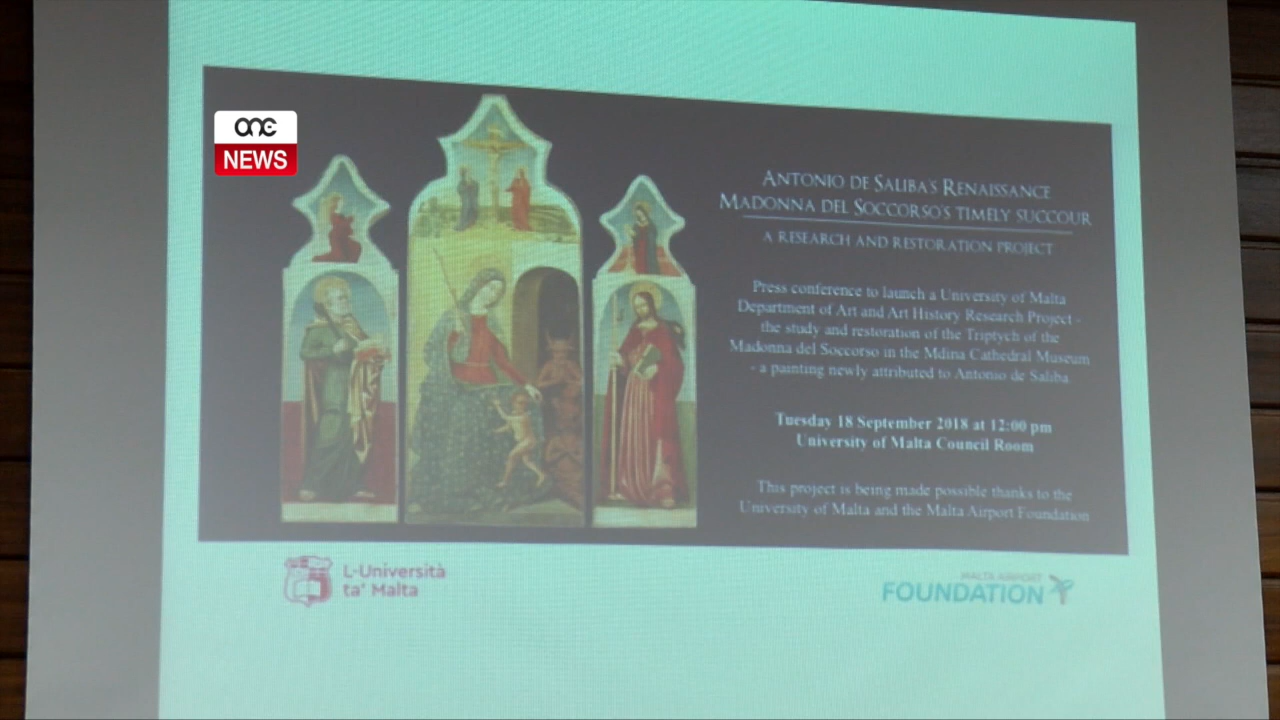 one
NEWS
ANTONIO DE SALIBA'S RENAISSANCE
MADONNA DEL SOCCORSO'S TIMELY SUCCOUR
A RESEARCH AND RESTORATION PROJECT
Press conference to launch a University of Malta
Department of Art and Art History Research Project -
the study and restoration of the Triptych of the
Madonna del Soccorso in the Mdina Cathedral Museum
- a painting newly attributed to Antonio de Saliba
Tuesday 18 September 2018 at 12:00 pm
University of Malta Council Room
This project is being made possible thanks to the
University of Malta and the Malta Airport Foundation
L-Università
ta' Malta
MALTA AIRPORT
FOUNDATION